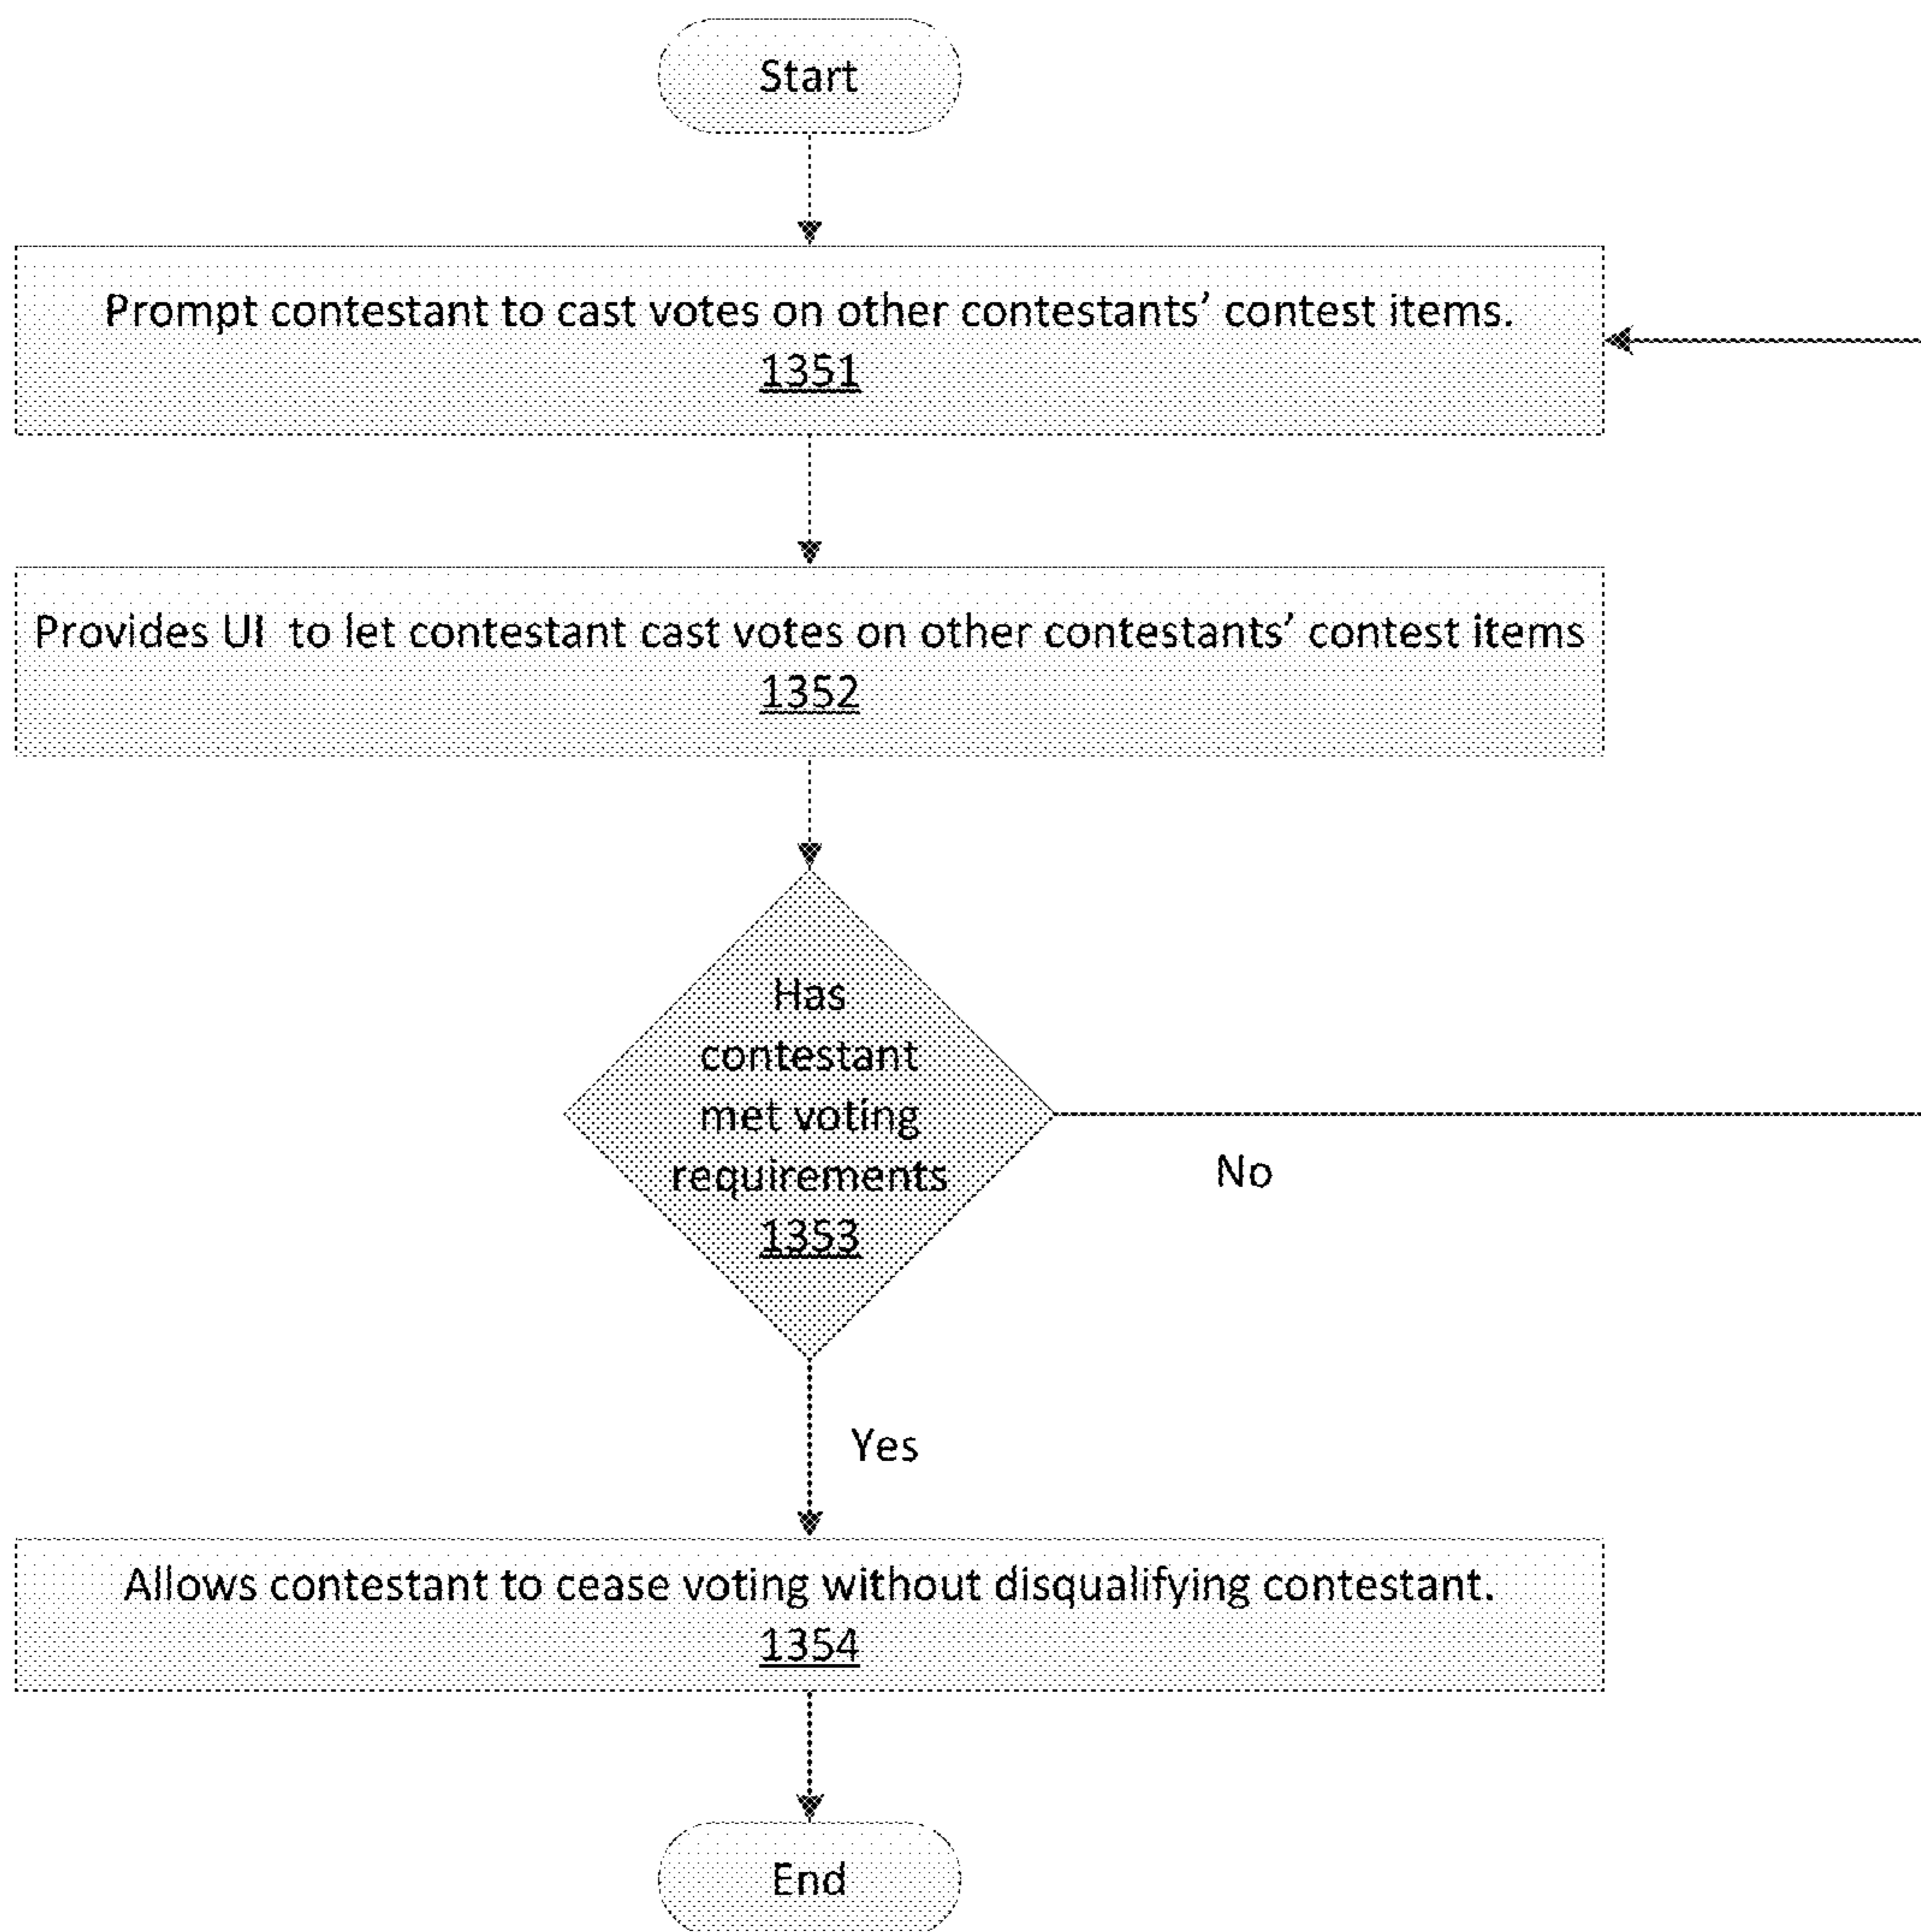 Start
Prompt contestant to cast votes on other contestants’ contest items.
1351
Provides UI to let contestant cast votes on other contestants’ contest items
1352
Has
contestant
met voting
requirements
1353
No
Yes
Allows contestant to cease voting without disqualifying contestant.
1354
End